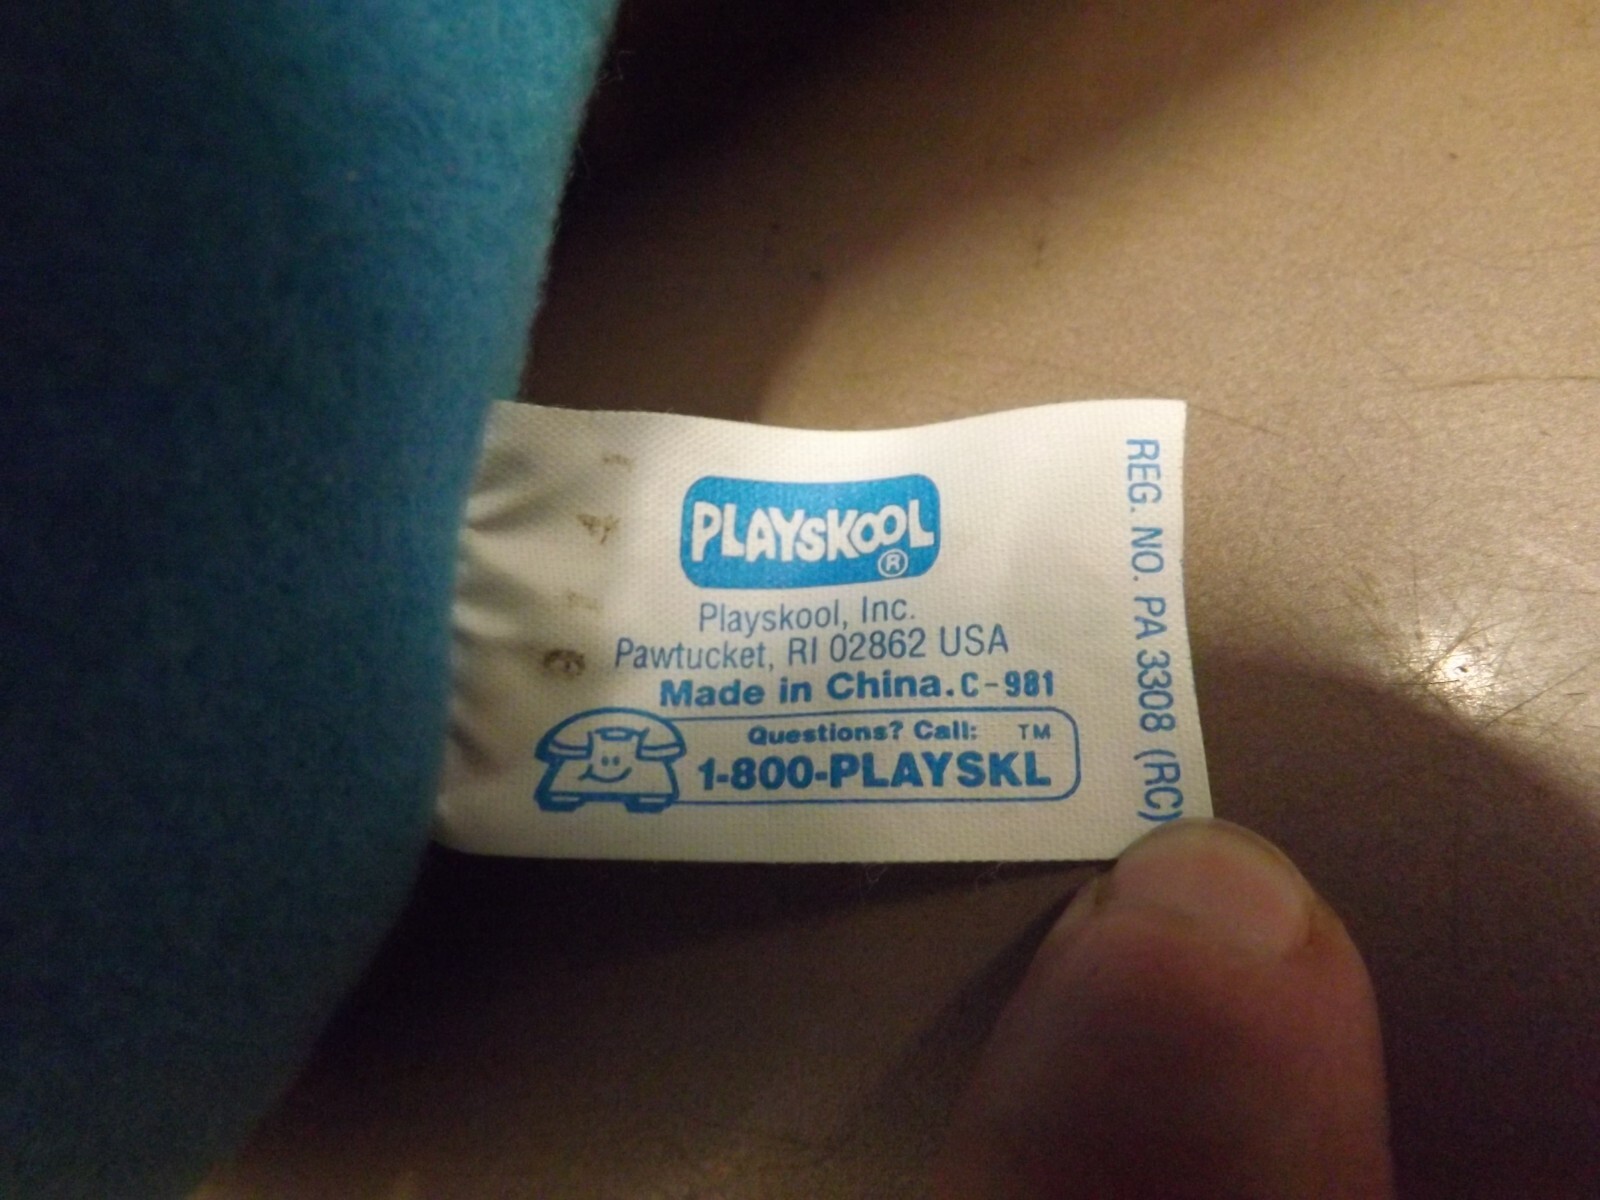 PLAYSKOOL ®
Playskool, Inc.
Pawtucket, RI 02862 USA
Made in China. C-981
Questions? Call: TM
1-800-PLAYSKL
REG. NO. PA 3308 (RC)